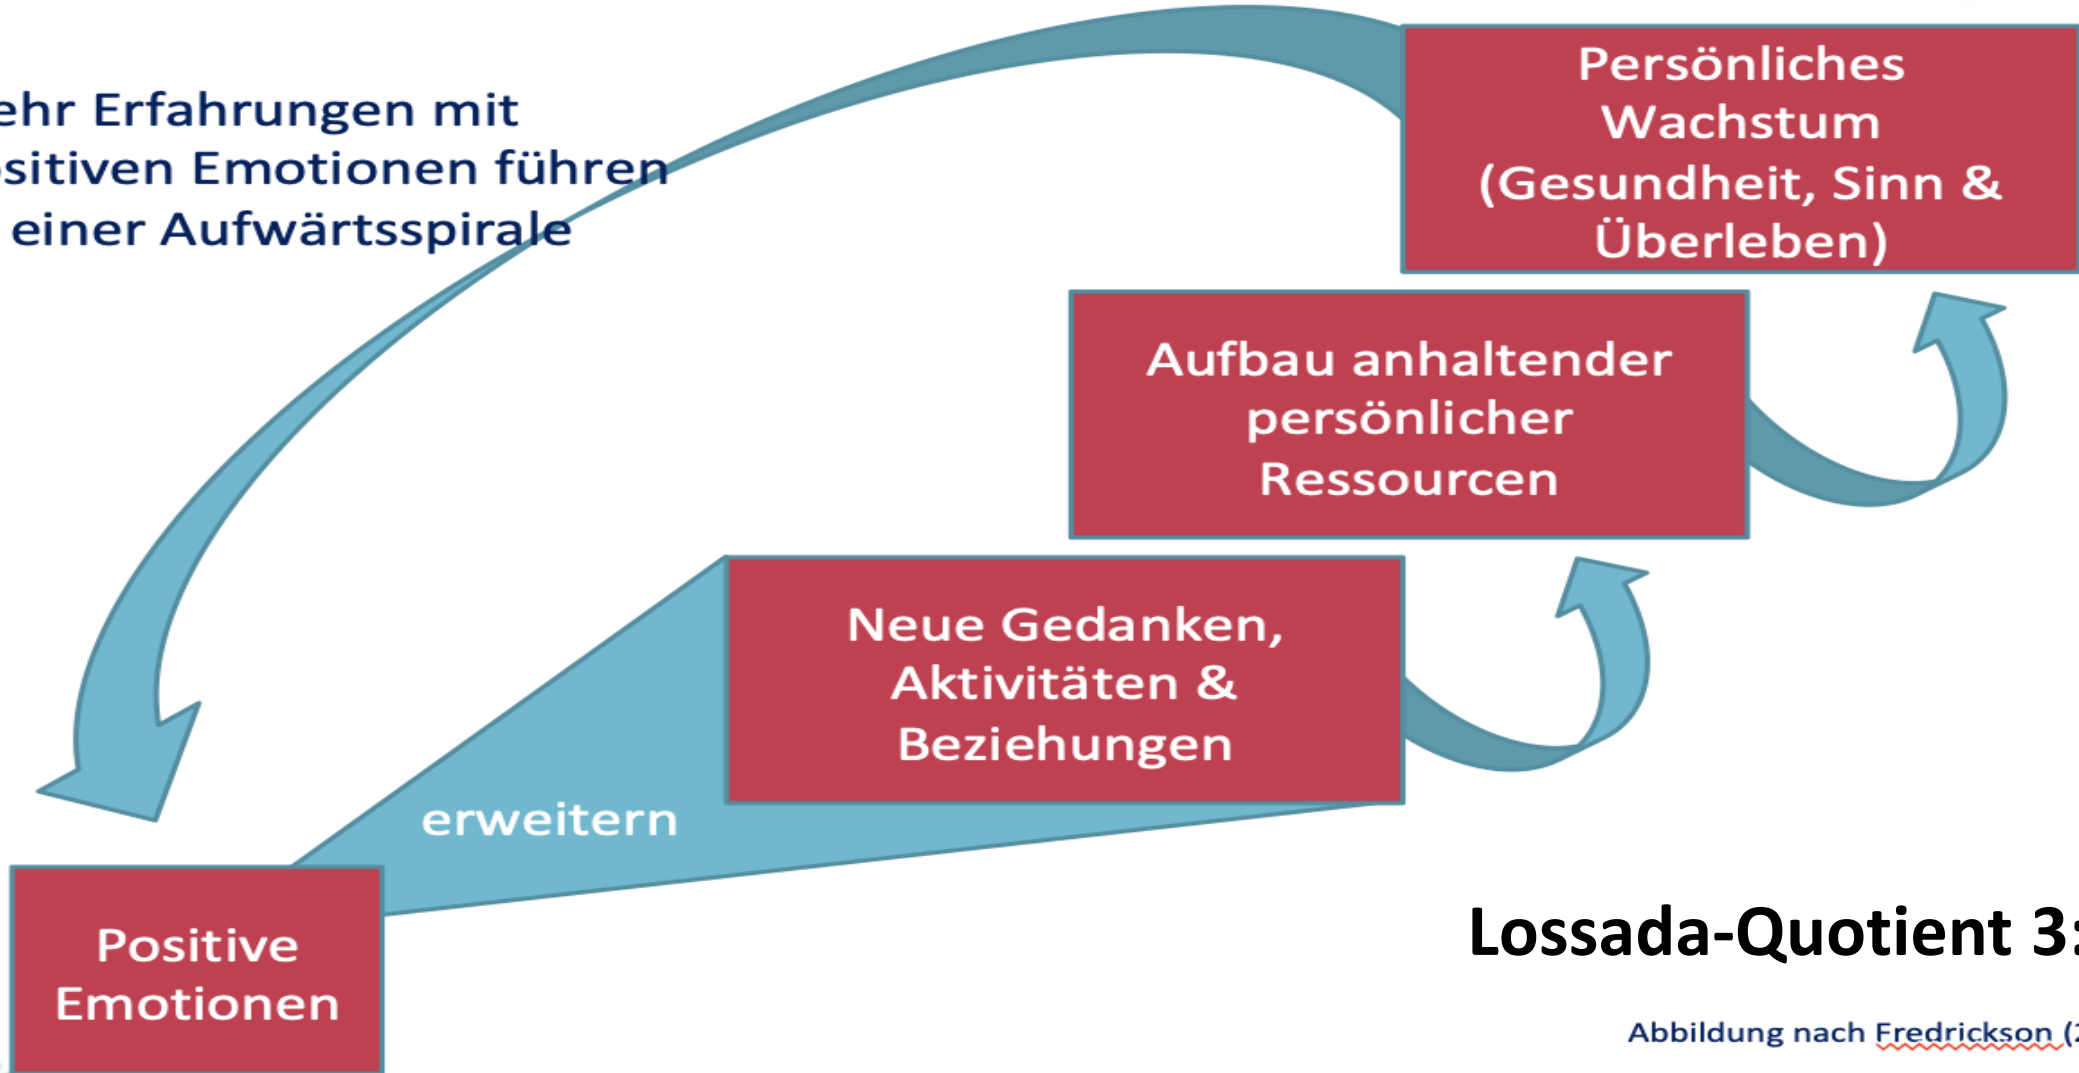 ehr Erfahrungen mit
sitiven Emotionen führen
einer Aufwärtsspirale
Persönliches
Wachstum
(Gesundheit, Sinn &
Überleben)
Aufbau anhaltender
persönlicher
Ressourcen
Neue Gedanken,
Aktivitäten &
Beziehungen
erweitern
Positive
Emotionen
Lossada-Quotient 3:
Abbildung nach Fredrickson (2